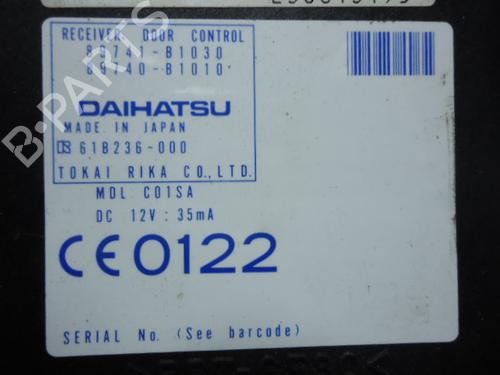 RECEIVER, DOOR CONTROL
89741-B1030
89740-B1010
DAIHATSU
MADE IN JAPAN
61B236-000
TOKAI RIKA CO., LTD.
MDL C01SA
DC 12V : 35mA
CE0122
SERIAL No. (See barcode)
B-PARTS